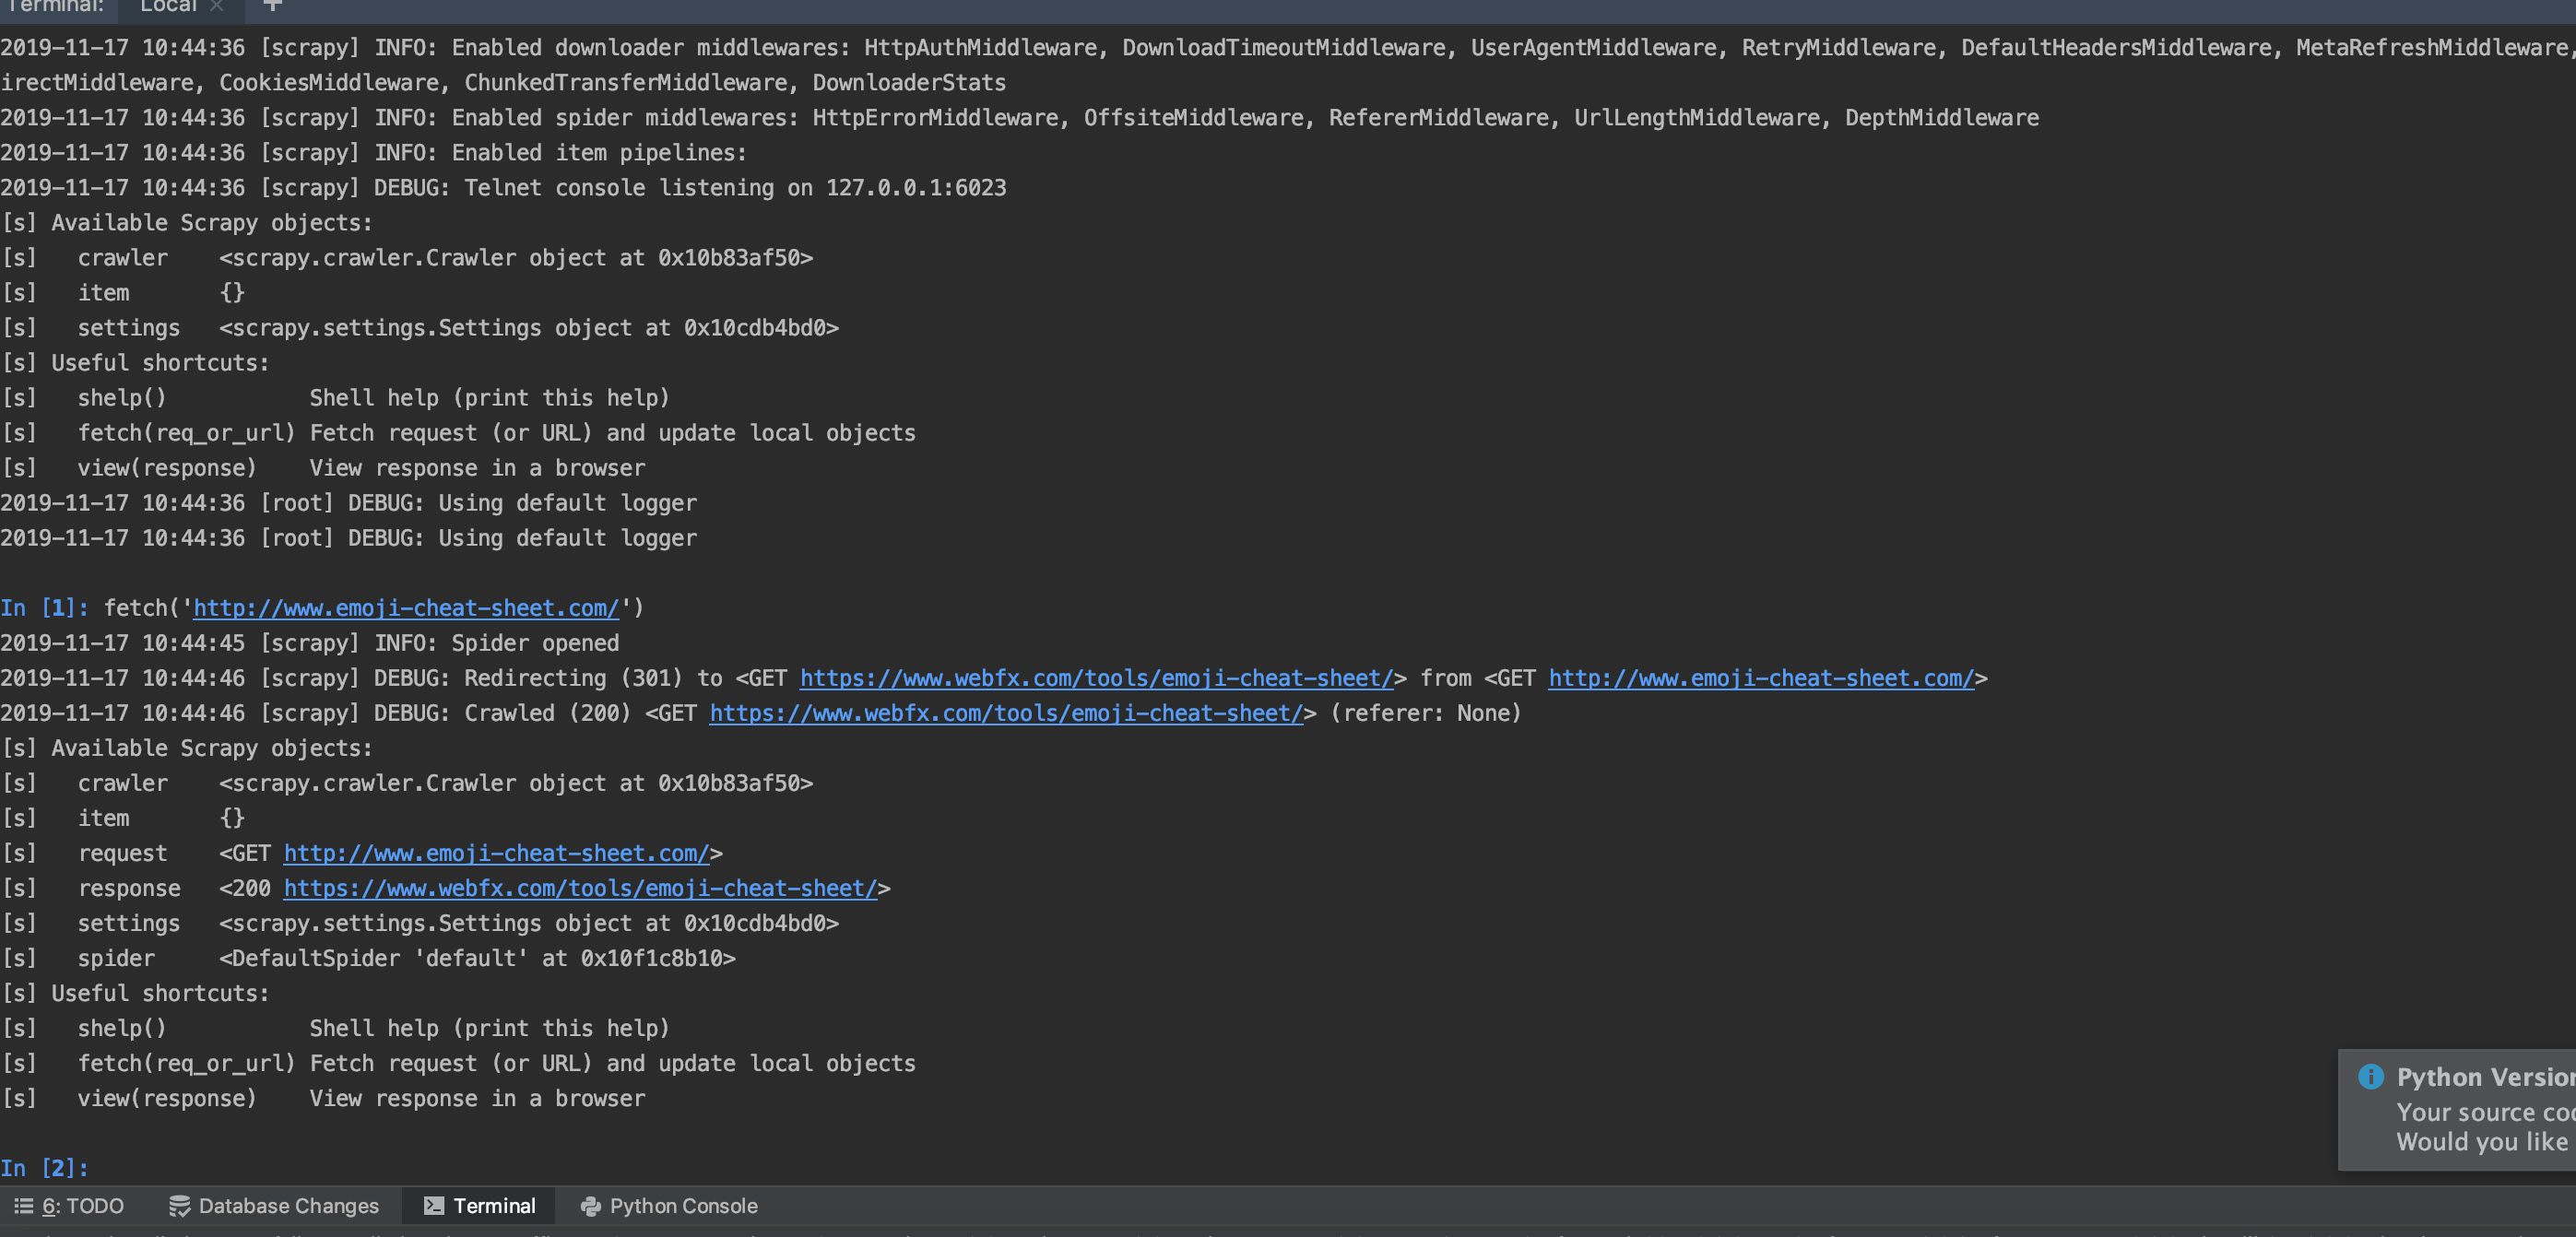 Terminal: Local × +
2019-11-17 10:44:36 [scrapy] INFO: Enabled downloader middlewares: HttpAuthMiddleware, DownloadTimeoutMiddleware, UserAgentMiddleware, RetryMiddleware, DefaultHeadersMiddleware, MetaRefreshMiddleware,
irectMiddleware, CookiesMiddleware, ChunkedTransferMiddleware, DownloaderStats
2019-11-17 10:44:36 [scrapy] INFO: Enabled spider middlewares: HttpErrorMiddleware, OffsiteMiddleware, RefererMiddleware, UrlLengthMiddleware, DepthMiddleware
2019-11-17 10:44:36 [scrapy] INFO: Enabled item pipelines:
2019-11-17 10:44:36 [scrapy] DEBUG: Telnet console listening on 127.0.0.1:6023
[s] Available Scrapy objects:
[s]   crawler    <scrapy.crawler.Crawler object at 0x10b83af50>
[s]   item       {}
[s]   settings   <scrapy.settings.Settings object at 0x10cdb4bd0>
[s] Useful shortcuts:
[s]   shelp()           Shell help (print this help)
[s]   fetch(req_or_url) Fetch request (or URL) and update local objects
[s]   view(response)    View response in a browser
2019-11-17 10:44:36 [root] DEBUG: Using default logger
2019-11-17 10:44:36 [root] DEBUG: Using default logger
In [1]: fetch('http://www.emoji-cheat-sheet.com/')
2019-11-17 10:44:45 [scrapy] INFO: Spider opened
2019-11-17 10:44:46 [scrapy] DEBUG: Redirecting (301) to <GET https://www.webfx.com/tools/emoji-cheat-sheet/> from <GET http://www.emoji-cheat-sheet.com/>
2019-11-17 10:44:46 [scrapy] DEBUG: Crawled (200) <GET https://www.webfx.com/tools/emoji-cheat-sheet/> (referer: None)
[s] Available Scrapy objects:
[s]   crawler    <scrapy.crawler.Crawler object at 0x10b83af50>
[s]   item       {}
[s]   request    <GET http://www.emoji-cheat-sheet.com/>
[s]   response   <200 https://www.webfx.com/tools/emoji-cheat-sheet/>
[s]   settings   <scrapy.settings.Settings object at 0x10cdb4bd0>
[s]   spider     <DefaultSpider 'default' at 0x10f1c8b10>
[s] Useful shortcuts:
[s]   shelp()           Shell help (print this help)
[s]   fetch(req_or_url) Fetch request (or URL) and update local objects
[s]   view(response)    View response in a browser
Python Version
Your source cod
Would you like
In [2]:
6: TODO Database Changes Terminal Python Console